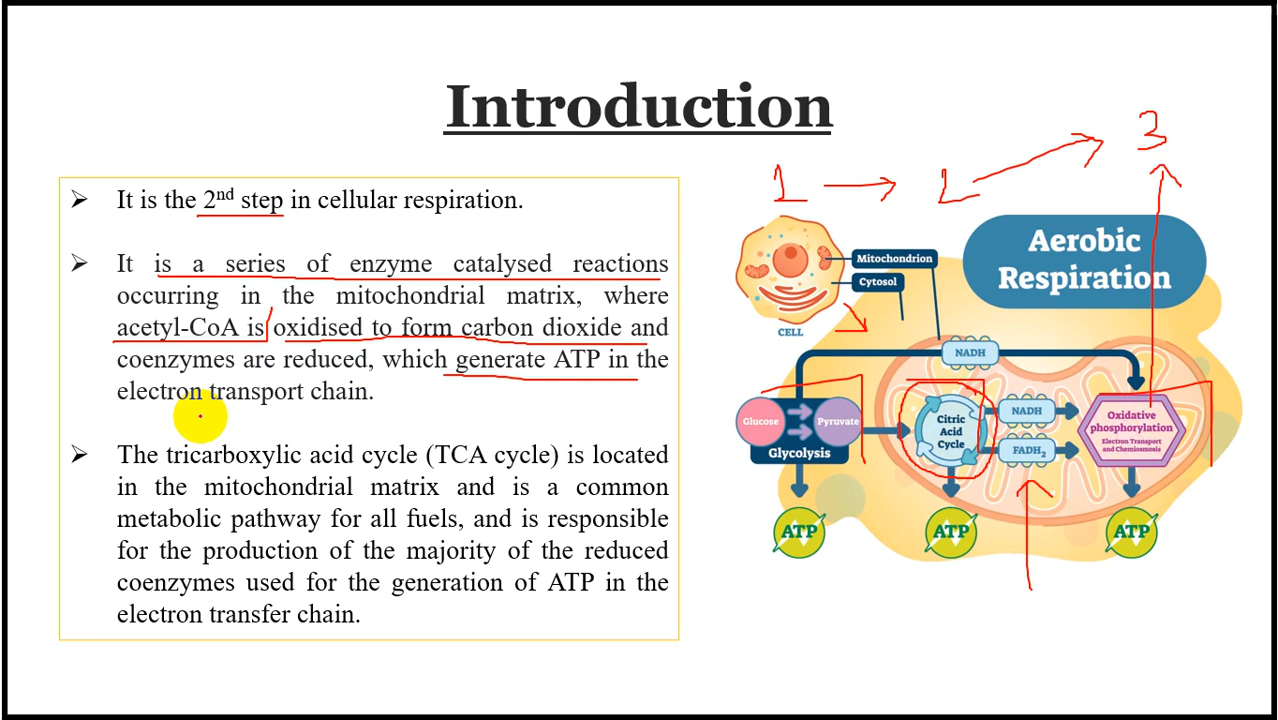 Introduction
➢ It is the 2nd step in cellular respiration.
➢ It is a series of enzyme catalysed reactions
occurring in the mitochondrial matrix, where
acetyl-CoA is oxidised to form carbon dioxide and
coenzymes are reduced, which generate ATP in the
electron transport chain.
➢ The tricarboxylic acid cycle (TCA cycle) is located
in the mitochondrial matrix and is a common
metabolic pathway for all fuels, and is responsible
for the production of the majority of the reduced
coenzymes used for the generation of ATP in the
electron transfer chain.
1 → 2 → 3
Aerobic
Respiration
Mitochondrion
Cytosol
CELL
NADH
Glucose
Pyruvate
Glycolysis
Citric
Acid
Cycle
NADH
FADH₂
Oxidative
phosphorylation
Electron Transport
and Chemiosmosis
ATP
ATP
ATP